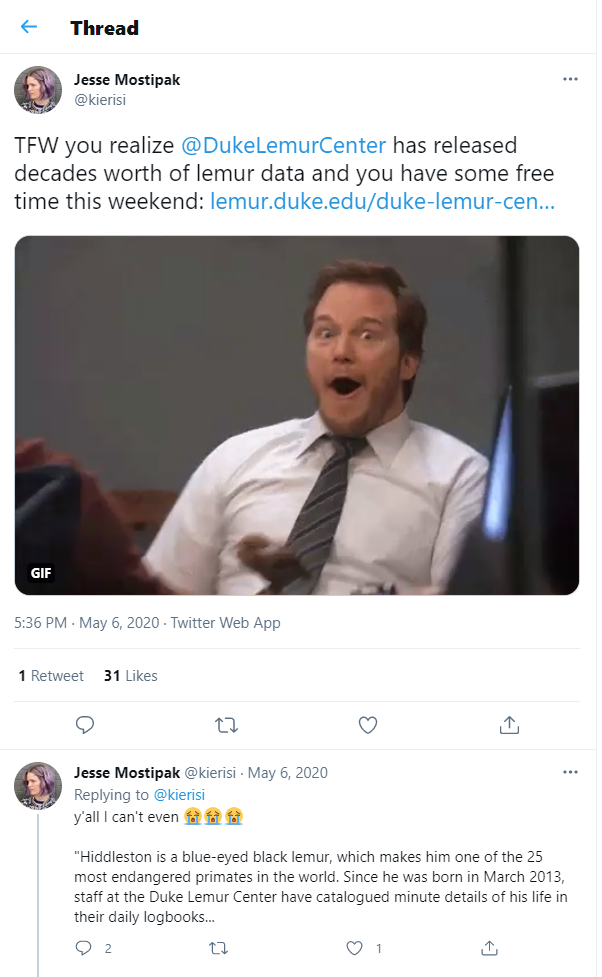 Thread
Jesse Mostipak
@kierisi
TFW you realize @DukeLemurCenter has released
decades worth of lemur data and you have some free
time this weekend: lemur.duke.edu/duke-lemur-cen...
GIF
5:36 PM · May 6, 2020 · Twitter Web App
1 Retweet 31 Likes
Jesse Mostipak @kierisi · May 6, 2020
Replying to @kierisi
y'all I can't even 😭😭😭
"Hiddleston is a blue-eyed black lemur, which makes him one of the 25
most endangered primates in the world. Since he was born in March 2013,
staff at the Duke Lemur Center have catalogued minute details of his life in
their daily logbooks...
2 1